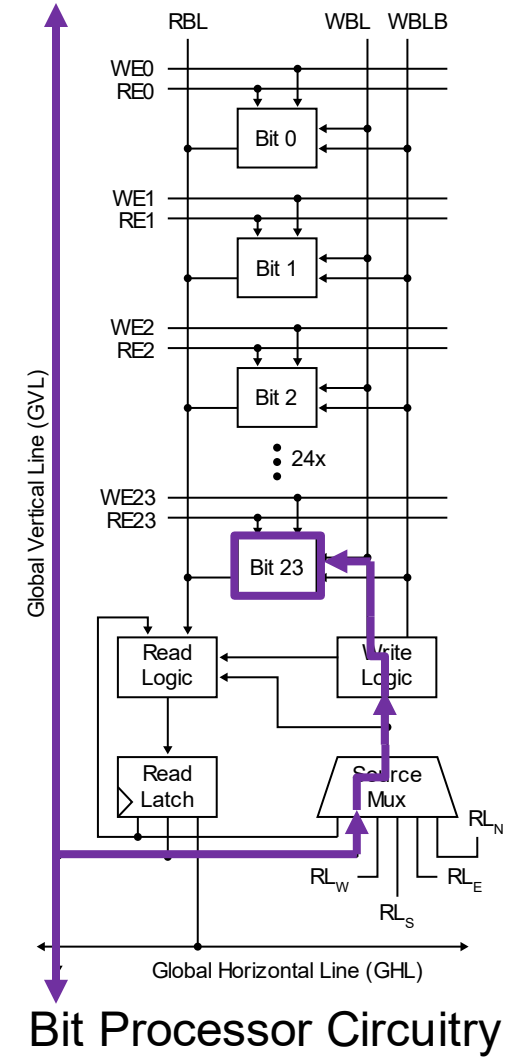 RBL WBL WBLB
WE0
RE0
Bit 0
WE1
RE1
Bit 1
WE2
RE2
Bit 2
24x
WE23
RE23
Bit 23
Global Vertical Line (GVL)
Read
Logic
Write
Logic
Read
Latch
Source
Mux
RLN
RLW
RLE
RLS
Global Horizontal Line (GHL)
Bit Processor Circuitry